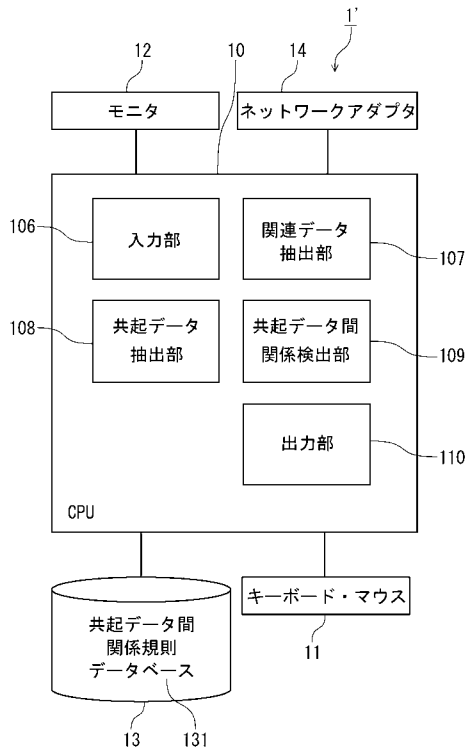 1'
12
10
14
モニタ
ネットワークアダプタ
106
入力部
関連データ
抽出部
107
108
共起データ
抽出部
共起データ間
関係検出部
109
出力部
110
CPU
共起データ間
関係規則
データベース
キーボード・マウス
11
13
131